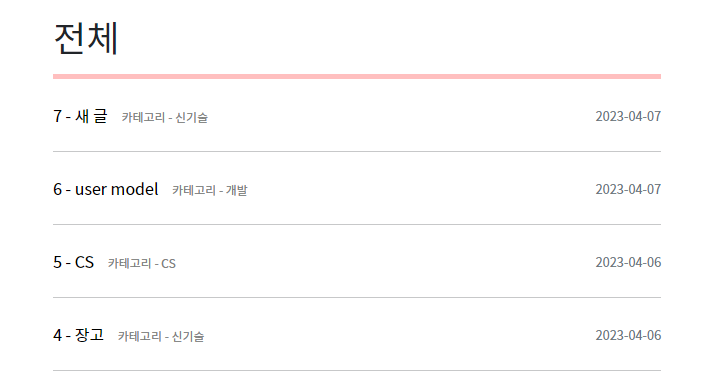 전체
7 - 새 글 카테고리 - 신기술 2023-04-07
6 - user model 카테고리 - 개발 2023-04-07
5 - CS 카테고리 - CS 2023-04-06
4 - 장고 카테고리 - 신기술 2023-04-06